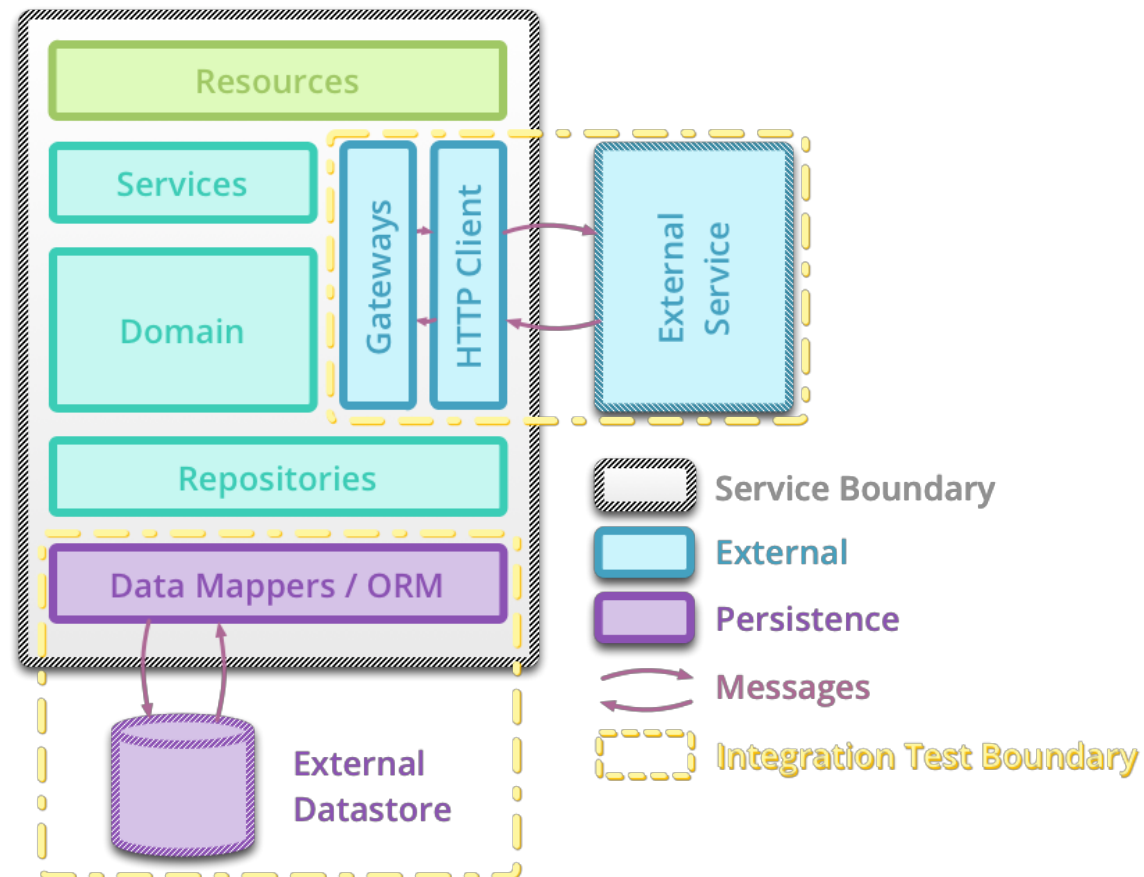 Resources
Services
Gateways
HTTP Client
External
Service
Domain
Repositories
Data Mappers / ORM
External
Datastore
Service Boundary
External
Persistence
Messages
Integration Test Boundary